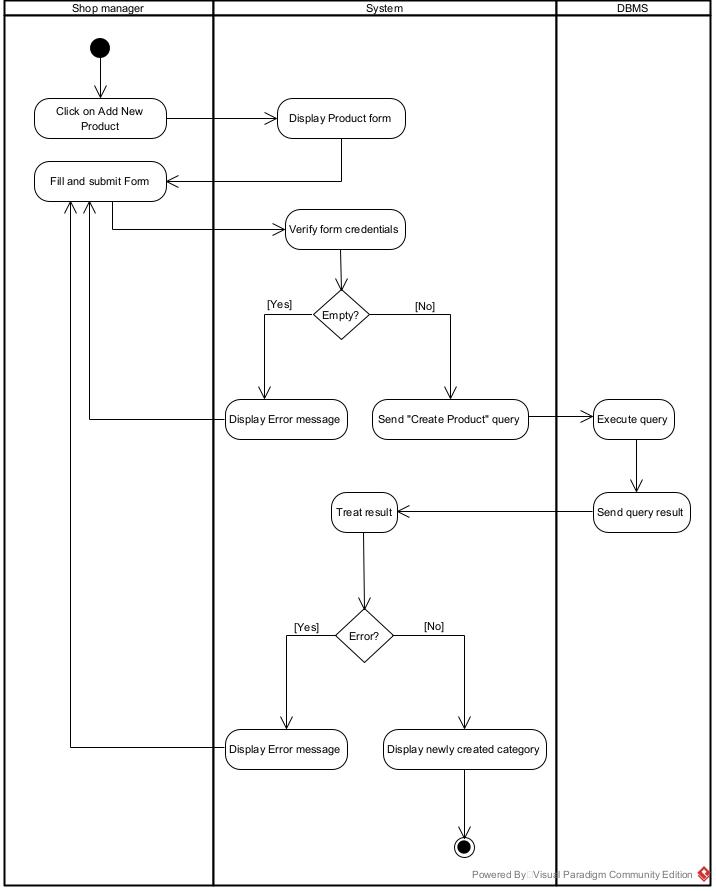 Shop manager
System
DBMS
Click on Add New
Product
Display Product form
Fill and submit Form
Verify form credentials
Empty?
[Yes]
[No]
Display Error message
Send "Create Product" query
Execute query
Treat result
Send query result
Error?
[Yes]
[No]
Display Error message
Display newly created category
Powered By Visual Paradigm Community Edition